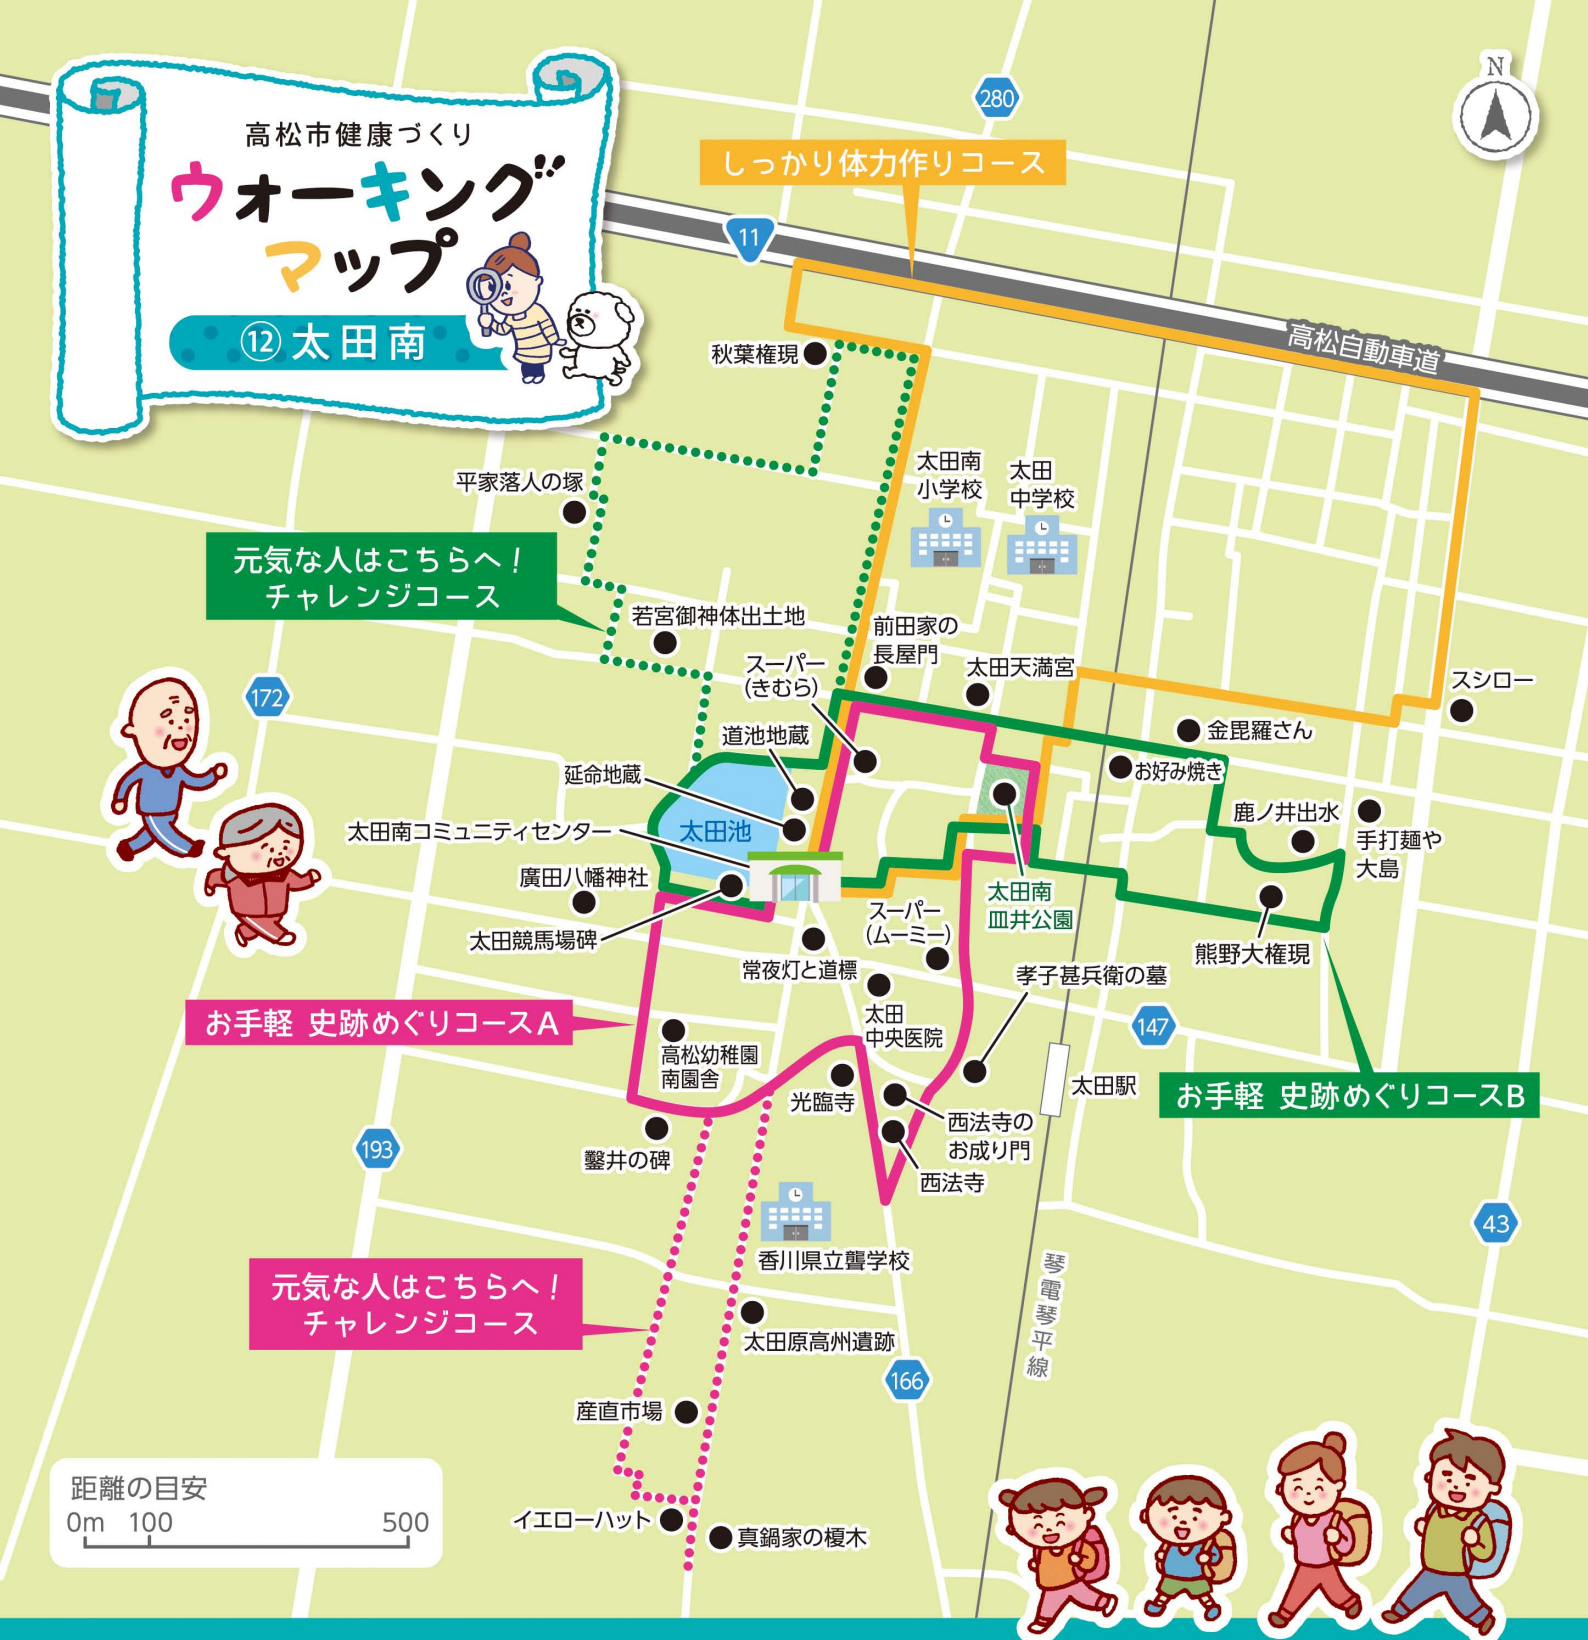 高松市健康づくり
ウォーキング
マップ
⑫太田南
N
280
しっかり体力作りコース
11
高松自動車道
秋葉権現
太田南
小学校
太田
中学校
平家落人の塚
元気な人はこちらへ！
チャレンジコース
若宮御神体出土地
前田家の
長屋門
スーパー
(きむら)
太田天満宮
スシロー
172
道池地蔵
金毘羅さん
延命地蔵
お好み焼き
太田南コミュニティセンター
太田池
鹿ノ井出水
手打麺や
大島
廣田八幡神社
太田南
皿井公園
スーパー
(ムーミー)
太田競馬場碑
熊野大権現
常夜灯と道標
孝子甚兵衛の墓
お手軽 史跡めぐりコースA
太田
中央医院
147
高松幼稚園
南園舎
太田駅
お手軽 史跡めぐりコースB
光臨寺
西法寺の
お成り門
193
鑿井の碑
西法寺
43
香川県立聾学校
琴電琴平線
元気な人はこちらへ！
チャレンジコース
太田原高州遺跡
166
産直市場
距離の目安
0m 100 500
イエローハット
真鍋家の榎木